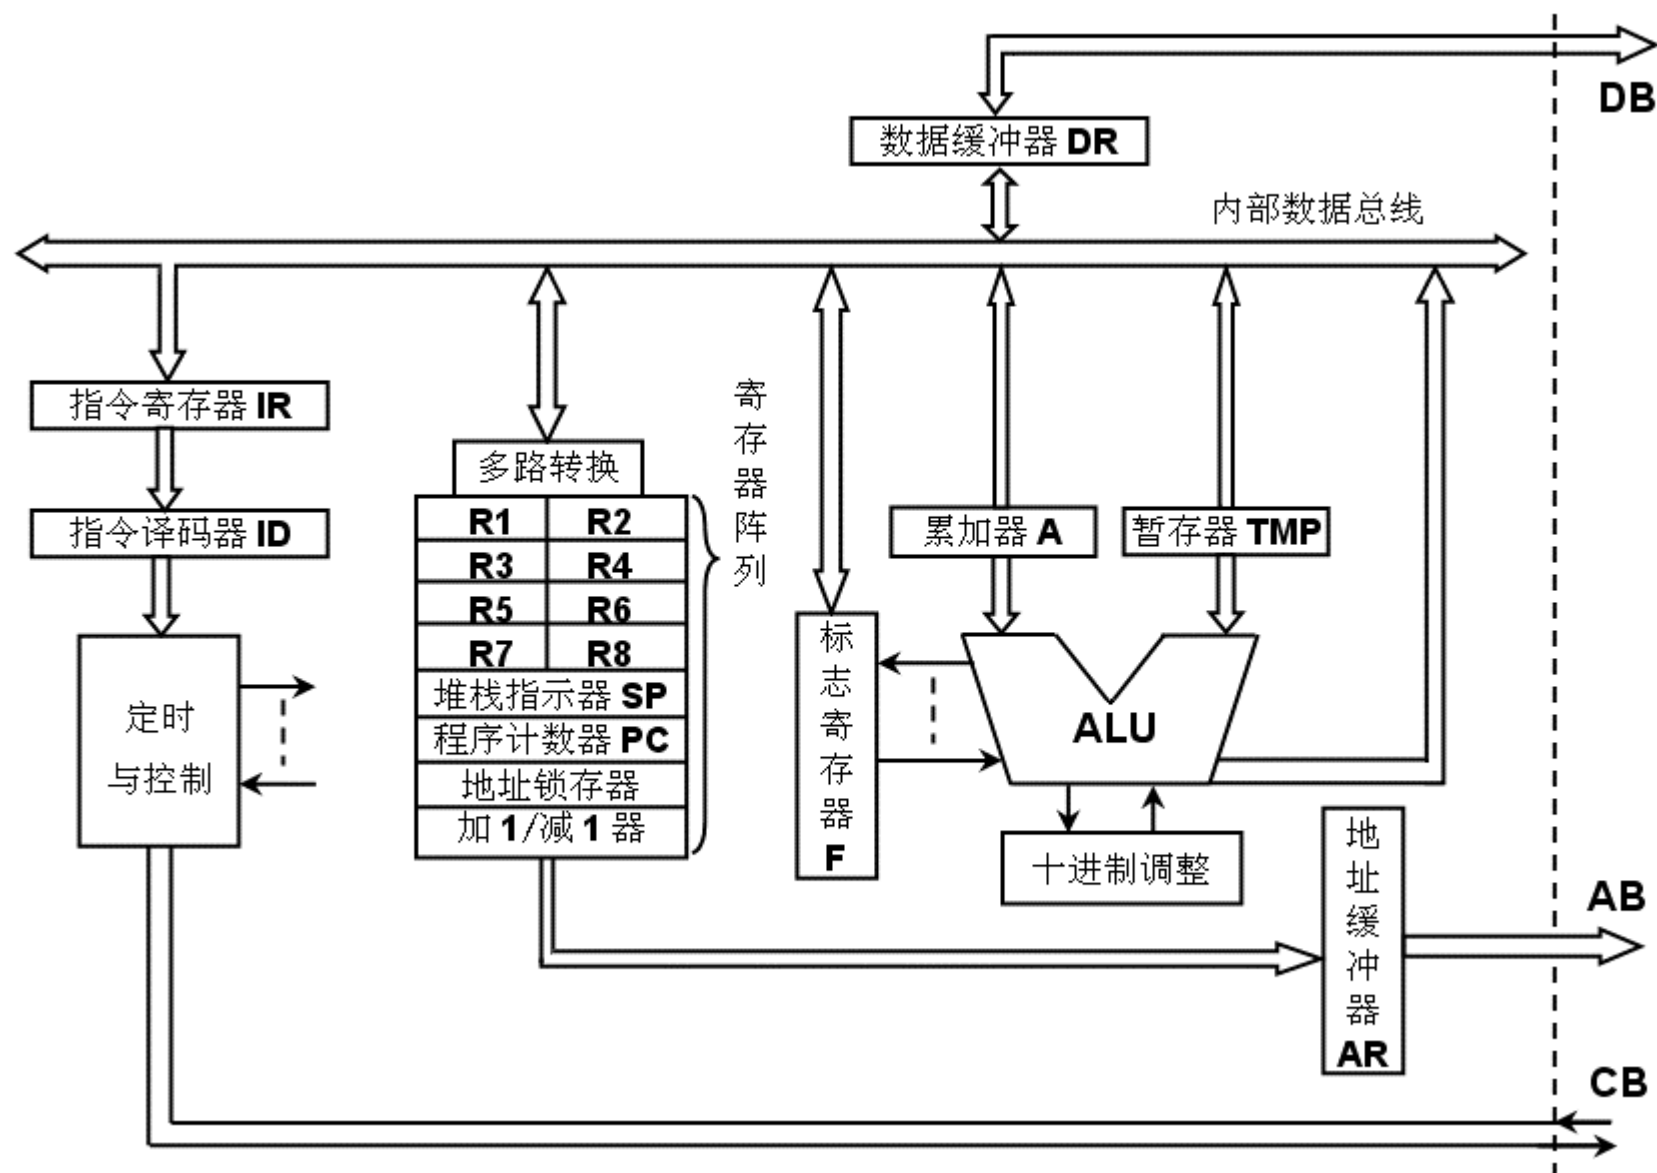 DB
数据缓冲器 DR
内部数据总线
指令寄存器 IR
指令译码器 ID
定时
与控制
多路转换
R1 R2
R3 R4
R5 R6
R7 R8
堆栈指示器 SP
程序计数器 PC
地址锁存器
加 1/减 1 器
寄存器阵列
累加器 A
暂存器 TMP
标志寄存器 F
ALU
十进制调整
地址缓冲器 AR
AB
CB